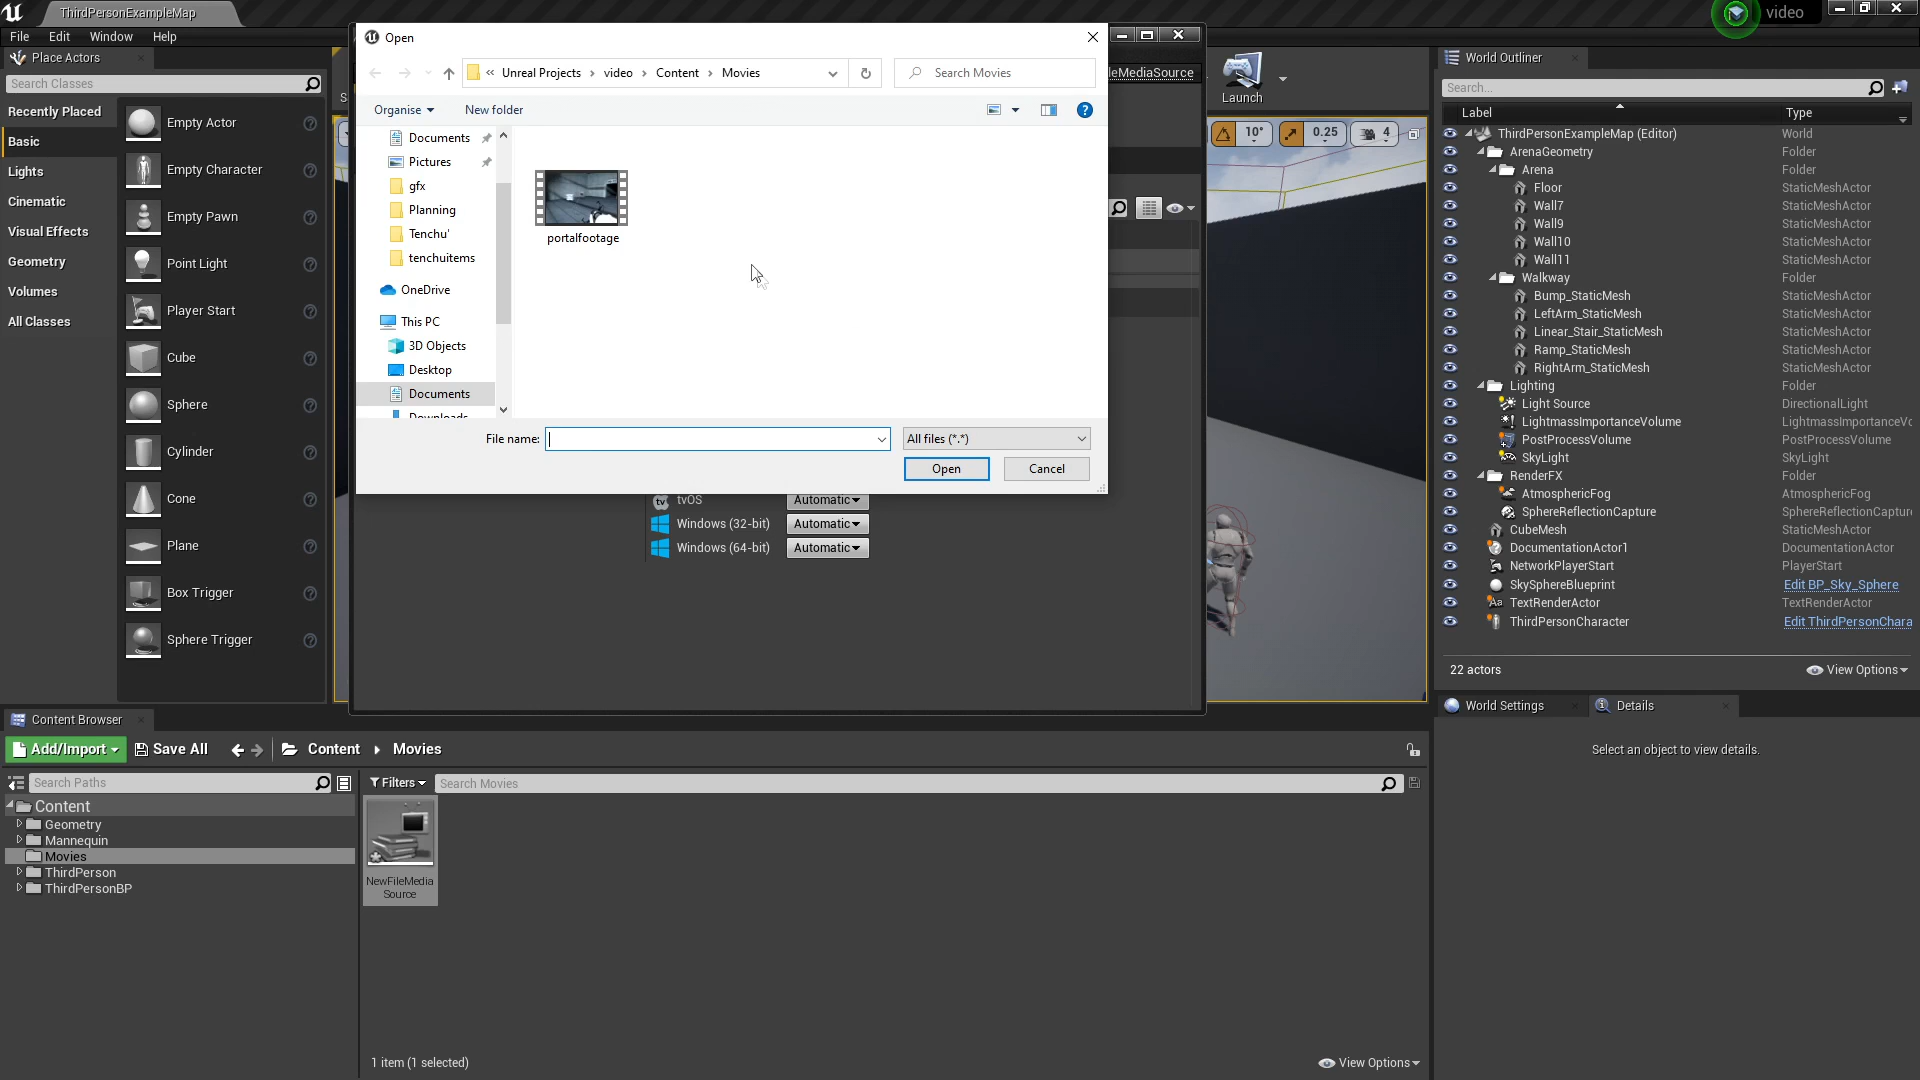 ThirdPersonExampleMap
video
File Edit Window Help
Place Actors
Search Classes
Recently Placed
Basic
Lights
Cinematic
Visual Effects
Geometry
Volumes
All Classes
Empty Actor
Empty Character
Empty Pawn
Point Light
Player Start
Cube
Sphere
Cylinder
Cone
Plane
Box Trigger
Sphere Trigger
Open
« Unreal Projects › video › Content › Movies
Search Movies
Organise
New folder
Documents
Pictures
gfx
Planning
Tenchu'
tenchuitems
OneDrive
This PC
3D Objects
Desktop
Documents
Downloads
portalfootage
File name:
All files (*.*)
Open
Cancel
tvOS Automatic
Windows (32-bit) Automatic
Windows (64-bit) Automatic
leMediaSource
Launch
10°
0.25
4
World Outliner
Search...
Label Type
ThirdPersonExampleMap (Editor) World
ArenaGeometry Folder
Arena Folder
Floor StaticMeshActor
Wall7 StaticMeshActor
Wall9 StaticMeshActor
Wall10 StaticMeshActor
Wall11 StaticMeshActor
Walkway Folder
Bump_StaticMesh StaticMeshActor
LeftArm_StaticMesh StaticMeshActor
Linear_Stair_StaticMesh StaticMeshActor
Ramp_StaticMesh StaticMeshActor
RightArm_StaticMesh StaticMeshActor
Lighting Folder
Light Source DirectionalLight
LightmassImportanceVolume LightmassImportanceVo
PostProcessVolume PostProcessVolume
SkyLight SkyLight
RenderFX Folder
AtmosphericFog AtmosphericFog
SphereReflectionCapture SphereReflectionCapture
CubeMesh StaticMeshActor
DocumentationActor1 DocumentationActor
NetworkPlayerStart PlayerStart
SkySphereBlueprint Edit BP_Sky_Sphere
TextRenderActor TextRenderActor
ThirdPersonCharacter Edit ThirdPersonChara
22 actors
View Options
World Settings
Details
Select an object to view details.
Content Browser
Add/Import
Save All
Content
Movies
Search Paths
Filters
Search Movies
Content
Geometry
Mannequin
Movies
ThirdPerson
ThirdPersonBP
NewFileMedia
Source
1 item (1 selected)
View Options